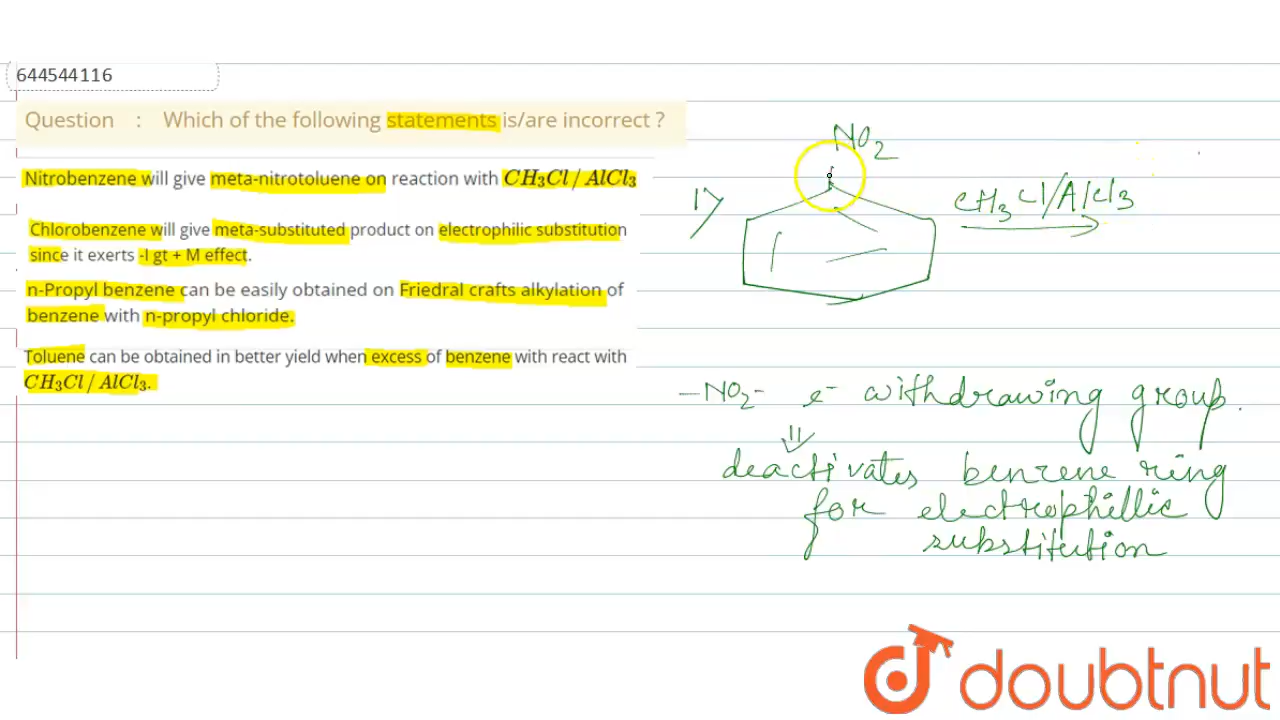 644544116
Question : Which of the following statements is/are incorrect ?
Nitrobenzene will give meta-nitrotoluene on reaction with CH₃Cl / AlCl₃
Chlorobenzene will give meta-substituted product on electrophilic substitution
since it exerts -I gt + M effect.
n-Propyl benzene can be easily obtained on Friedral crafts alkylation of
benzene with n-propyl chloride.
Toluene can be obtained in better yield when excess of benzene with react with
CH₃Cl / AlCl₃.
NO₂
1)
CH₃Cl/AlCl₃
-NO₂- e⁻ withdrawing group.
deactivates benzene ring
for electrophillic
substitution
doubtnut